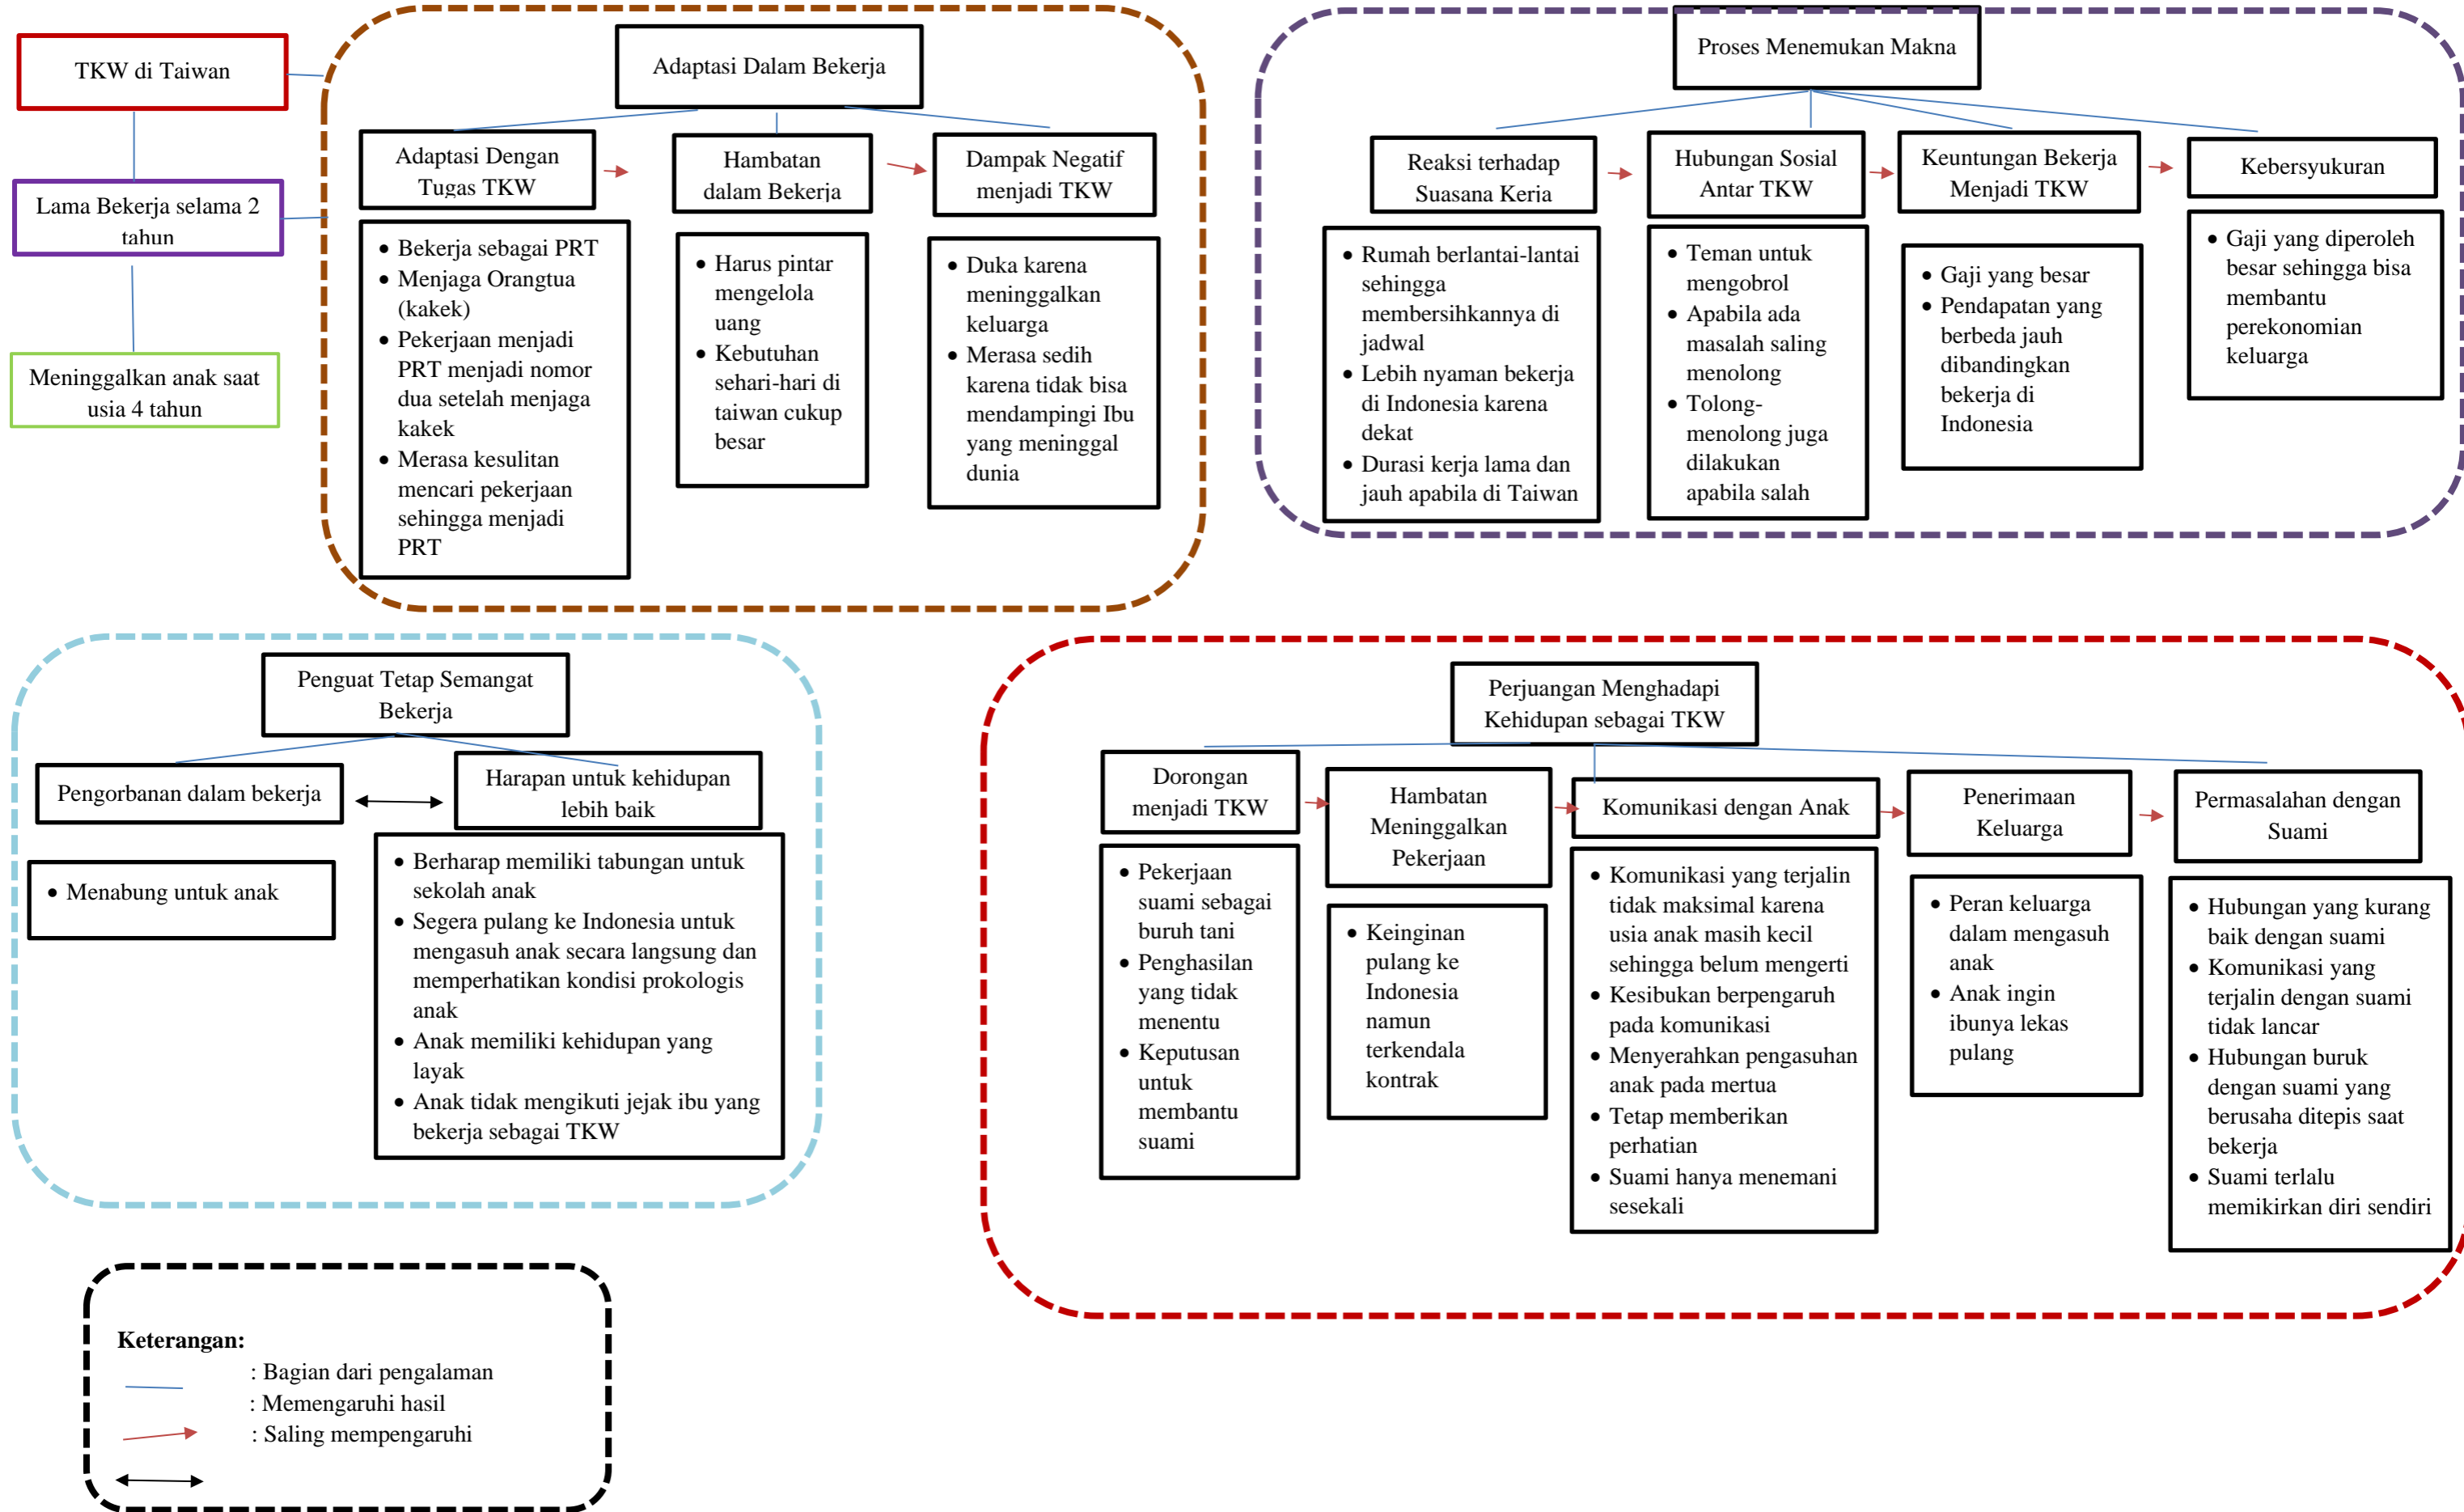 TKW di Taiwan
Lama Bekerja selama 2
tahun
Meninggalkan anak saat
usia 4 tahun
Adaptasi Dalam Bekerja
Adaptasi Dengan
Tugas TKW
• Bekerja sebagai PRT
• Menjaga Orangtua
(kakek)
• Pekerjaan menjadi
PRT menjadi nomor
dua setelah menjaga
kakek
• Merasa kesulitan
mencari pekerjaan
sehingga menjadi
PRT
Hambatan
dalam Bekerja
• Harus pintar
mengelola
uang
• Kebutuhan
sehari-hari di
taiwan cukup
besar
Dampak Negatif
menjadi TKW
• Duka karena
meninggalkan
keluarga
• Merasa sedih
karena tidak bisa
mendampingi Ibu
yang meninggal
dunia
Proses Menemukan Makna
Reaksi terhadap
Suasana Kerja
• Rumah berlantai-lantai
sehingga
membersihkannya di
jadwal
• Lebih nyaman bekerja
di Indonesia karena
dekat
• Durasi kerja lama dan
jauh apabila di Taiwan
Hubungan Sosial
Antar TKW
• Teman untuk
mengobrol
• Apabila ada
masalah saling
menolong
• Tolong-
menolong juga
dilakukan
apabila salah
Keuntungan Bekerja
Menjadi TKW
• Gaji yang besar
• Pendapatan yang
berbeda jauh
dibandingkan
bekerja di
Indonesia
Kebersyukuran
• Gaji yang diperoleh
besar sehingga bisa
membantu
perekonomian
keluarga
Penguat Tetap Semangat
Bekerja
Pengorbanan dalam bekerja
• Menabung untuk anak
Harapan untuk kehidupan
lebih baik
• Berharap memiliki tabungan untuk
sekolah anak
• Segera pulang ke Indonesia untuk
mengasuh anak secara langsung dan
memperhatikan kondisi prokologis
anak
• Anak memiliki kehidupan yang
layak
• Anak tidak mengikuti jejak ibu yang
bekerja sebagai TKW
Perjuangan Menghadapi
Kehidupan sebagai TKW
Dorongan
menjadi TKW
• Pekerjaan
suami sebagai
buruh tani
• Penghasilan
yang tidak
menentu
• Keputusan
untuk
membantu
suami
Hambatan
Meninggalkan
Pekerjaan
• Keinginan
pulang ke
Indonesia
namun
terkendala
kontrak
Komunikasi dengan Anak
• Komunikasi yang terjalin
tidak maksimal karena
usia anak masih kecil
sehingga belum mengerti
• Kesibukan berpengaruh
pada komunikasi
• Menyerahkan pengasuhan
anak pada mertua
• Tetap memberikan
perhatian
• Suami hanya menemani
sesekali
Penerimaan
Keluarga
• Peran keluarga
dalam mengasuh
anak
• Anak ingin
ibunya lekas
pulang
Permasalahan dengan
Suami
• Hubungan yang kurang
baik dengan suami
• Komunikasi yang
terjalin dengan suami
tidak lancar
• Hubungan buruk
dengan suami yang
berusaha ditepis saat
bekerja
• Suami terlalu
memikirkan diri sendiri
Keterangan:
: Bagian dari pengalaman
: Memengaruhi hasil
: Saling mempengaruhi